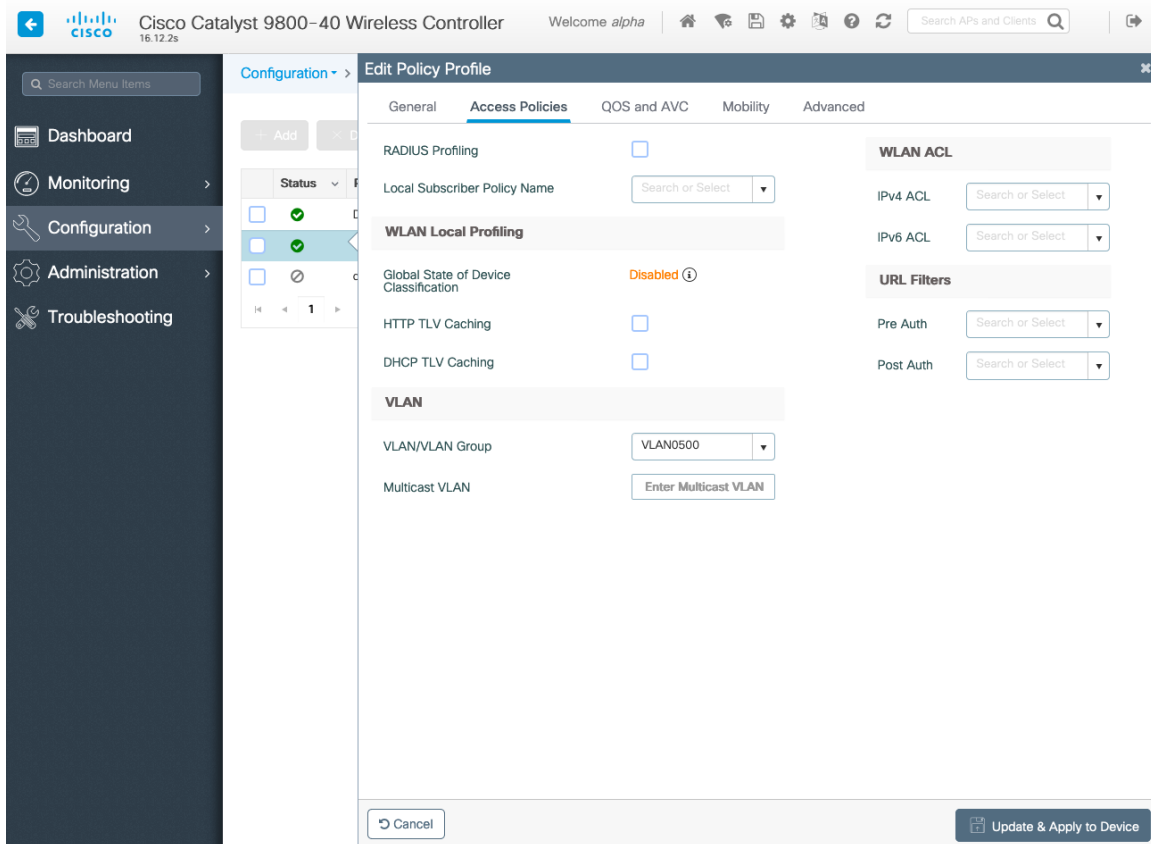 CISCO
Cisco Catalyst 9800-40 Wireless Controller
16.12.2s
Welcome alpha
Search APs and Clients
Search Menu Items
Dashboard
Monitoring
Configuration
Administration
Troubleshooting
Configuration >
+ Add
× D
Status
1
Edit Policy Profile
General
Access Policies
QOS and AVC
Mobility
Advanced
RADIUS Profiling
Local Subscriber Policy Name
Search or Select
WLAN Local Profiling
Global State of Device
Classification
Disabled
HTTP TLV Caching
DHCP TLV Caching
VLAN
VLAN/VLAN Group
VLAN0500
Multicast VLAN
Enter Multicast VLAN
WLAN ACL
IPv4 ACL
Search or Select
IPv6 ACL
Search or Select
URL Filters
Pre Auth
Search or Select
Post Auth
Search or Select
Cancel
Update & Apply to Device